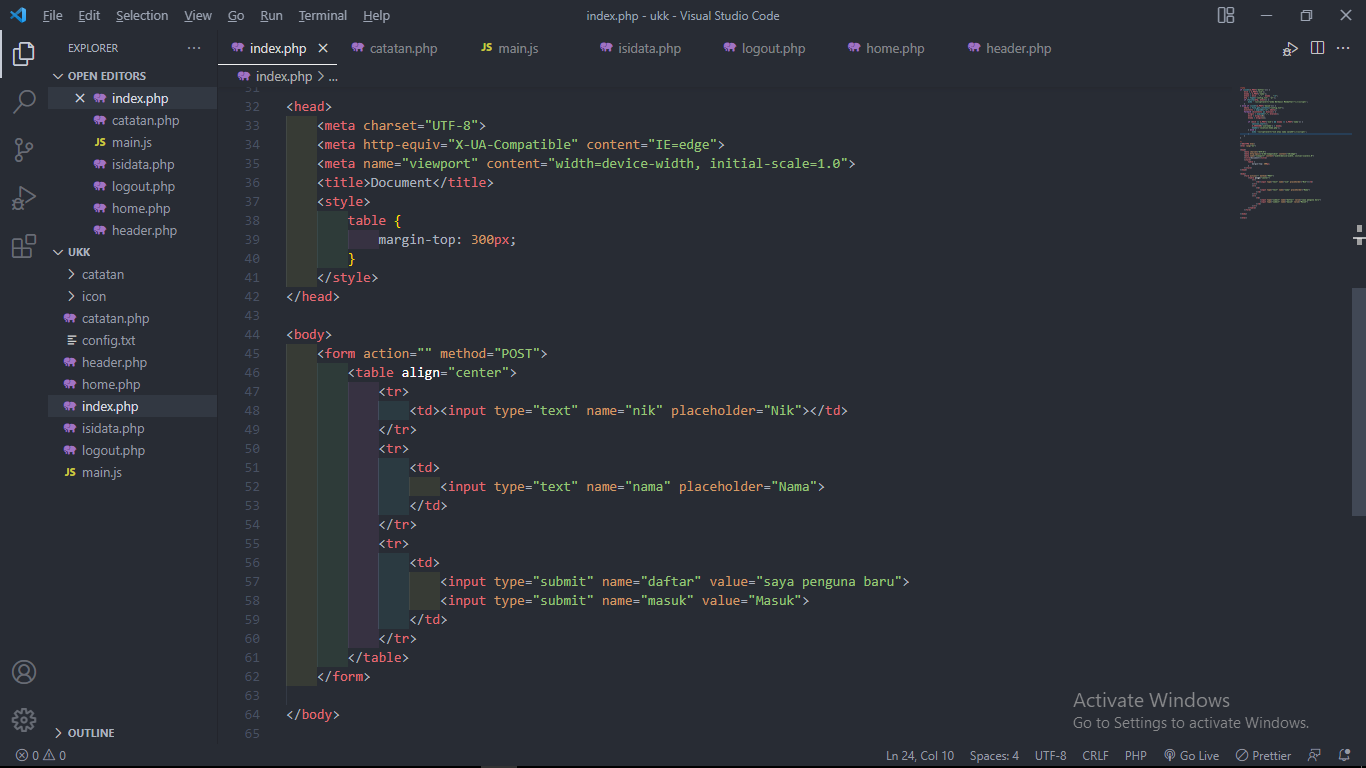 File Edit Selection View Go Run Terminal Help index.php - ukk - Visual Studio Code
EXPLORER ... index.php catatan.php JS main.js isidata.php logout.php home.php header.php ...
OPEN EDITORS
index.php
catatan.php
JS main.js
isidata.php
logout.php
home.php
header.php
UKK
catatan
icon
catatan.php
config.txt
header.php
home.php
index.php
isidata.php
logout.php
JS main.js
OUTLINE
index.php > ...
31
32 <head>
33 <meta charset="UTF-8">
34 <meta http-equiv="X-UA-Compatible" content="IE=edge">
35 <meta name="viewport" content="width=device-width, initial-scale=1.0">
36 <title>Document</title>
37 <style>
38 table {
39 margin-top: 300px;
40 }
41 </style>
42 </head>
43
44 <body>
45 <form action="" method="POST">
46 <table align="center">
47 <tr>
48 <td><input type="text" name="nik" placeholder="Nik"></td>
49 </tr>
50 <tr>
51 <td>
52 <input type="text" name="nama" placeholder="Nama">
53 </td>
54 </tr>
55 <tr>
56 <td>
57 <input type="submit" name="daftar" value="saya penguna baru">
58 <input type="submit" name="masuk" value="Masuk">
59 </td>
60 </tr>
61 </table>
62 </form>
63
64 </body>
65
Activate Windows
Go to Settings to activate Windows.
0 0 Ln 24, Col 10 Spaces: 4 UTF-8 CRLF PHP Go Live Prettier